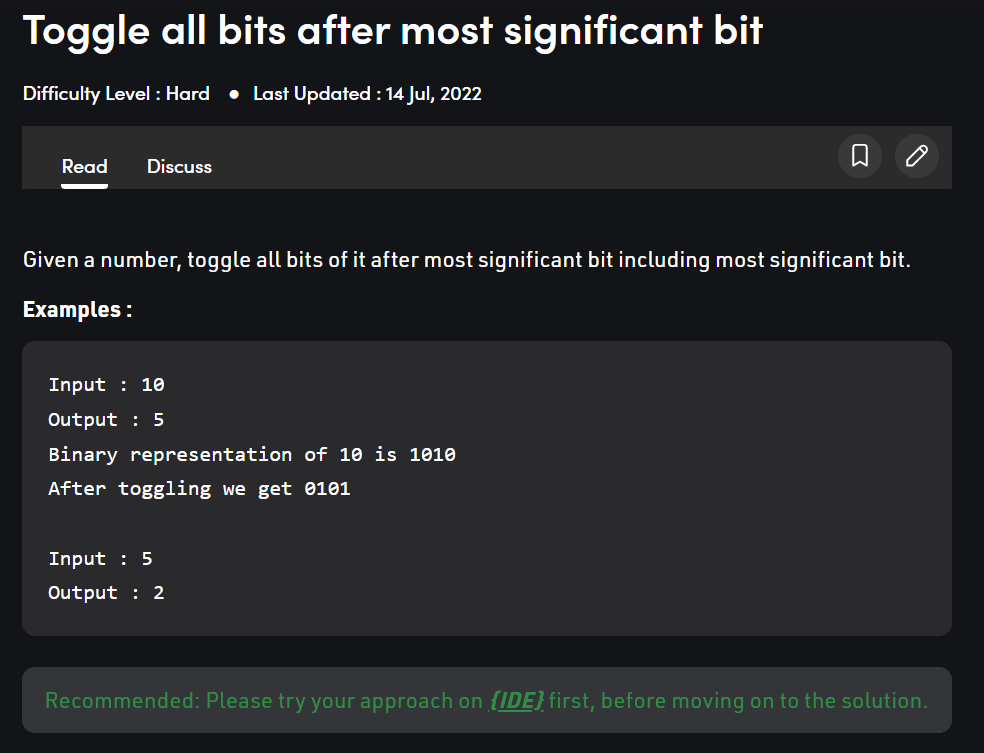 Toggle all bits after most significant bit
Difficulty Level : Hard ● Last Updated : 14 Jul, 2022
Read Discuss
Given a number, toggle all bits of it after most significant bit including most significant bit.
Examples :
Input : 10
Output : 5
Binary representation of 10 is 1010
After toggling we get 0101
Input : 5
Output : 2
Recommended: Please try your approach on {IDE} first, before moving on to the solution.